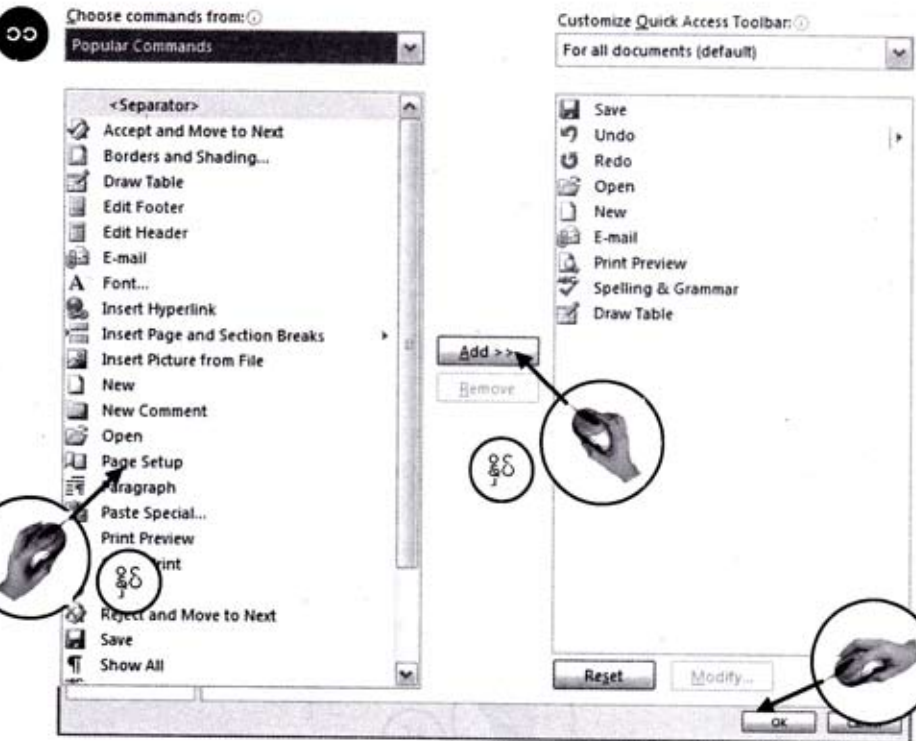 ၁၁
Choose commands from:
Popular Commands
<Separator>
Accept and Move to Next
Borders and Shading...
Draw Table
Edit Footer
Edit Header
E-mail
Font...
Insert Hyperlink
Insert Page and Section Breaks
Insert Picture from File
New
New Comment
Open
Page Setup
Paragraph
Paste Special...
Print Preview
Reject and Move to Next
Save
Show All
နှိပ်
Add >>
Remove
နှိပ်
Customize Quick Access Toolbar:
For all documents (default)
Save
Undo
Redo
Open
New
E-mail
Print Preview
Spelling & Grammar
Draw Table
Reset
Modify...
OK